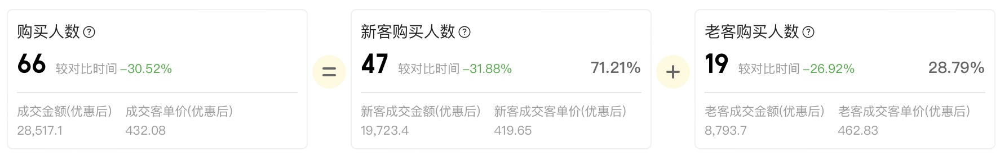 购买人数?
66 较对比时间 -30.52%
成交金额(优惠后) 成交客单价(优惠后)
28,517.1 432.08
=
新客购买人数?
47 较对比时间 -31.88% 71.21%
新客成交金额(优惠后) 新客成交客单价(优惠后)
19,723.4 419.65
+
老客购买人数?
19 较对比时间 -26.92% 28.79%
老客成交金额(优惠后) 老客成交客单价(优惠后)
8,793.7 462.83